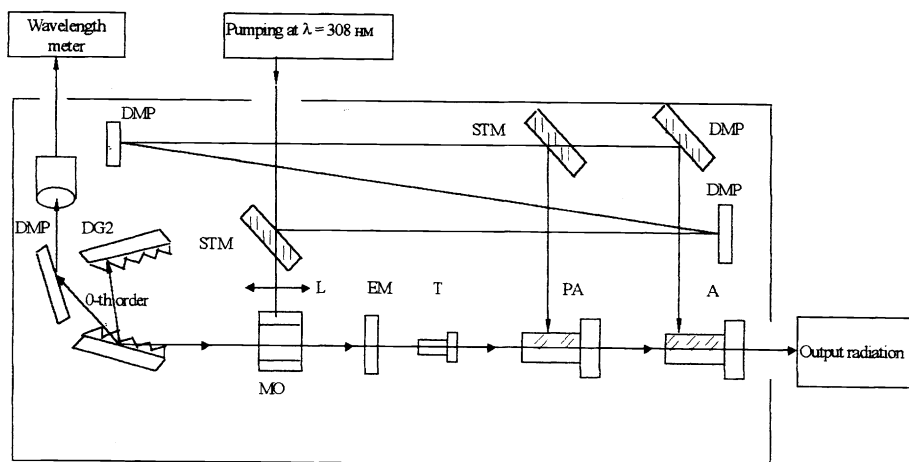 Wavelength
meter
Pumping at λ = 308 нм
DMP
STM
DMP
DMP
DMP
DG2
STM
L
EM
T
PA
A
0-th order
MO
Output radiation